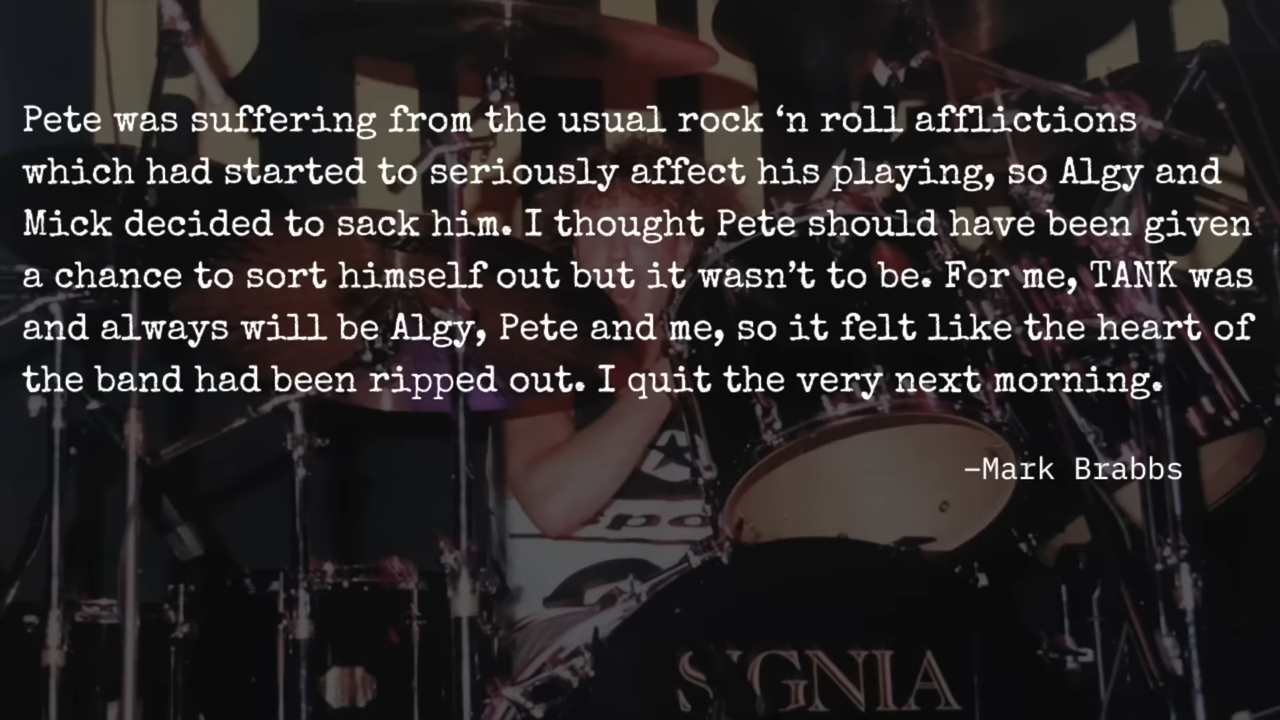 Pete was suffering from the usual rock ‘n roll afflictions
which had started to seriously affect his playing, so Algy and
Mick decided to sack him. I thought Pete should have been given
a chance to sort himself out but it wasn’t to be. For me, TANK was
and always will be Algy, Pete and me, so it felt like the heart of
the band had been ripped out. I quit the very next morning.
–Mark Brabbs
SYGNIA